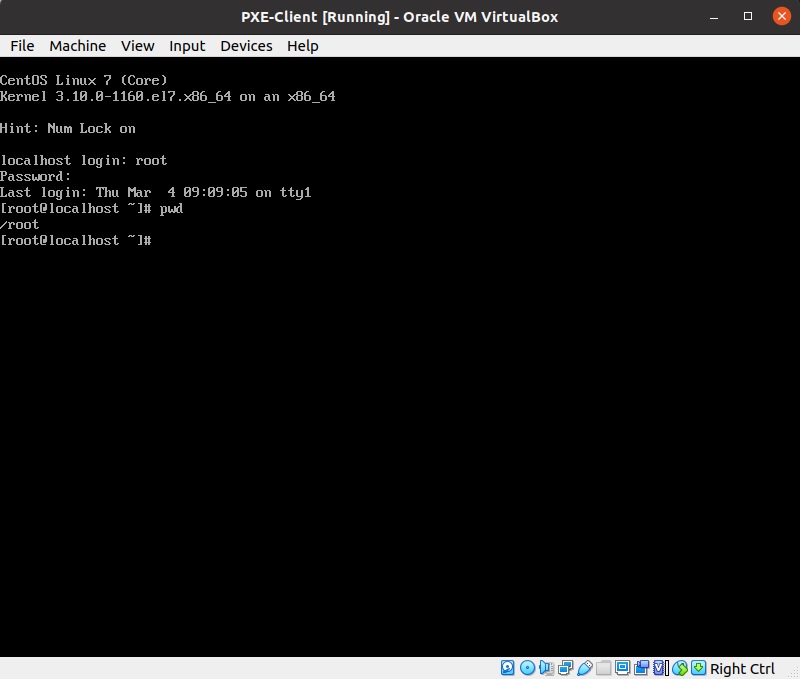 PXE-Client [Running] - Oracle VM VirtualBox
File Machine View Input Devices Help
CentOS Linux 7 (Core)
Kernel 3.10.0-1160.el7.x86_64 on an x86_64
Hint: Num Lock on
localhost login: root
Password:
Last login: Thu Mar  4 09:09:05 on tty1
[root@localhost ~]# pwd
/root
[root@localhost ~]#
Right Ctrl